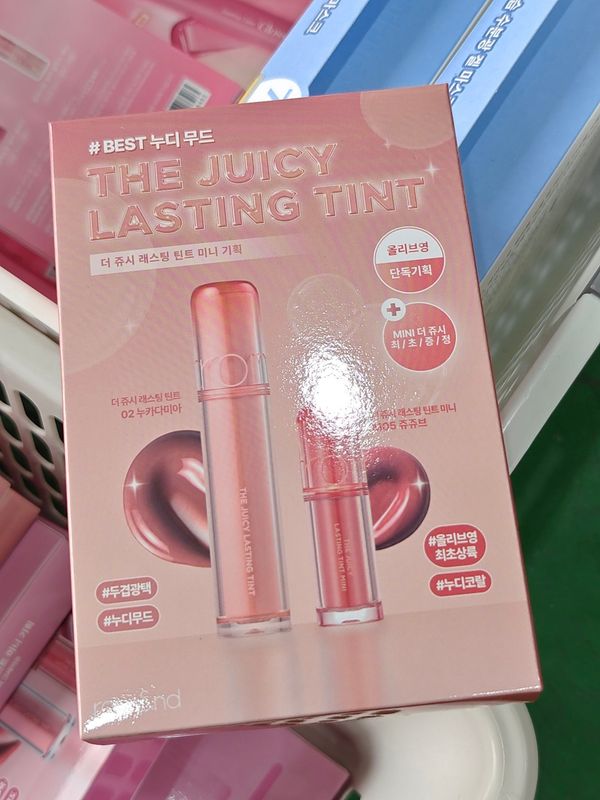 # BEST 누디 무드
THE JUICY
LASTING TINT
더 쥬시 래스팅 틴트 미니 기획
올리브영
단독기획
+
MINI 더 쥬시
최/초/증/정
더 쥬시 래스팅 틴트
02 누카다미아
쥬시 래스팅 틴트 미니
쥬쥬브
THE JUICY LASTING TINT
THE JUICY
LASTING TINT MINI
#두겹광택
#누디무드
#올리브영
최초상륙
#누디코랄